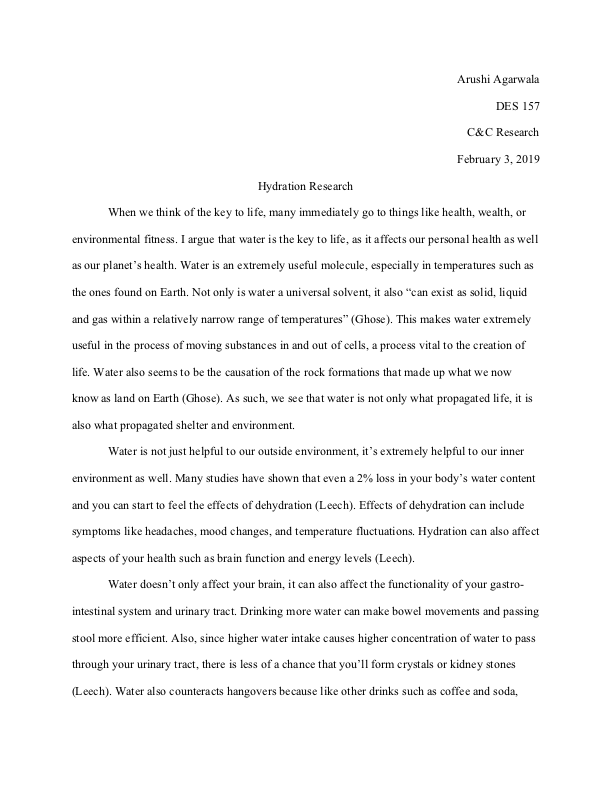 Arushi Agarwala
DES 157
C&C Research
February 3, 2019
Hydration Research
When we think of the key to life, many immediately go to things like health, wealth, or
environmental fitness. I argue that water is the key to life, as it affects our personal health as well
as our planet’s health. Water is an extremely useful molecule, especially in temperatures such as
the ones found on Earth. Not only is water a universal solvent, it also “can exist as solid, liquid
and gas within a relatively narrow range of temperatures” (Ghose). This makes water extremely
useful in the process of moving substances in and out of cells, a process vital to the creation of
life. Water also seems to be the causation of the rock formations that made up what we now
know as land on Earth (Ghose). As such, we see that water is not only what propagated life, it is
also what propagated shelter and environment.
Water is not just helpful to our outside environment, it’s extremely helpful to our inner
environment as well. Many studies have shown that even a 2% loss in your body’s water content
and you can start to feel the effects of dehydration (Leech). Effects of dehydration can include
symptoms like headaches, mood changes, and temperature fluctuations. Hydration can also affect
aspects of your health such as brain function and energy levels (Leech).
Water doesn’t only affect your brain, it can also affect the functionality of your gastro-
intestinal system and urinary tract. Drinking more water can make bowel movements and passing
stool more efficient. Also, since higher water intake causes higher concentration of water to pass
through your urinary tract, there is less of a chance that you’ll form crystals or kidney stones
(Leech). Water also counteracts hangovers because like other drinks such as coffee and soda,